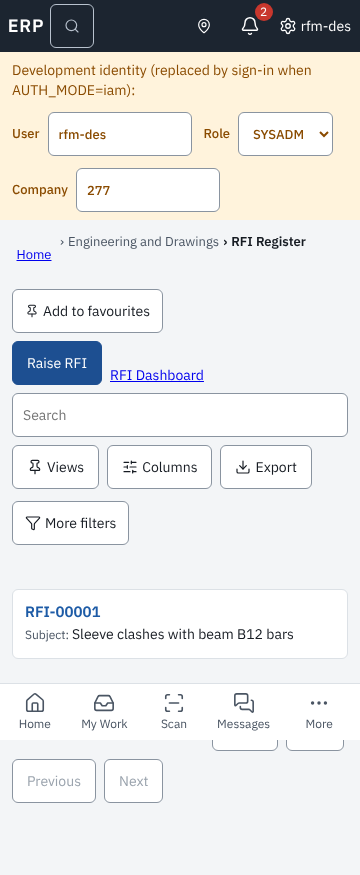 ERP
2
rfm-des
Development identity (replaced by sign-in when
AUTH_MODE=iam):
User rfm-des Role SYSADM
Company 277
Home › Engineering and Drawings › RFI Register
Add to favourites
Raise RFI RFI Dashboard
Search
Views Columns Export
More filters
RFI-00001
Subject: Sleeve clashes with beam B12 bars
Home My Work Scan Messages More
Previous Next